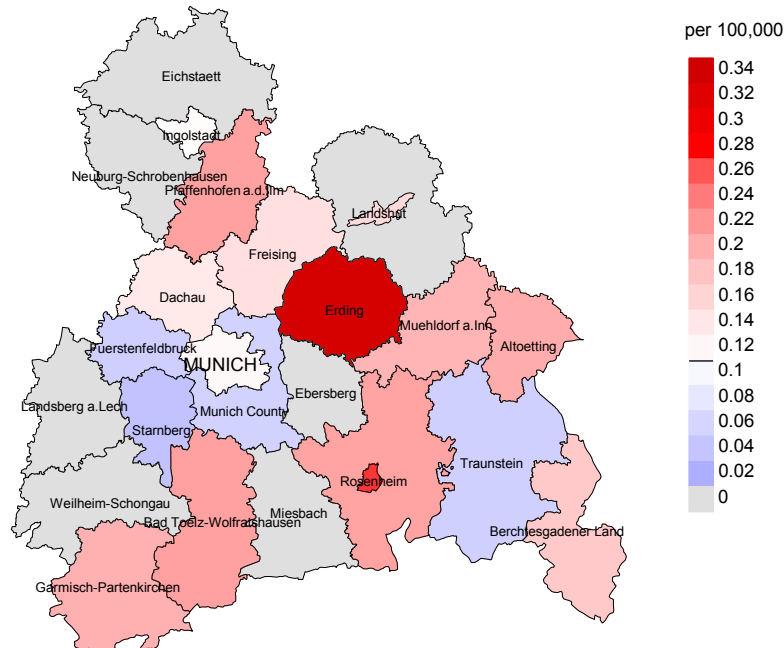 per 100,000
0.34
0.32
0.3
0.28
0.26
0.24
0.22
0.2
0.18
0.16
0.14
0.12
0.1
0.08
0.06
0.04
0.02
0
Eichstaett
Ingolstadt
Neuburg-Schrobenhausen
Pfaffenhofen a.d.Ilm
Landshut
Freising
Dachau
Erding
Muehldorf a.Inn
Altoetting
Fuerstenfeldbruck
MUNICH
Ebersberg
Landsberg a.Lech
Munich County
Starnberg
Traunstein
Rosenheim
Weilheim-Schongau
Miesbach
Bad Toelz-Wolfratshausen
Berchtesgadener Land
Garmisch-Partenkirchen